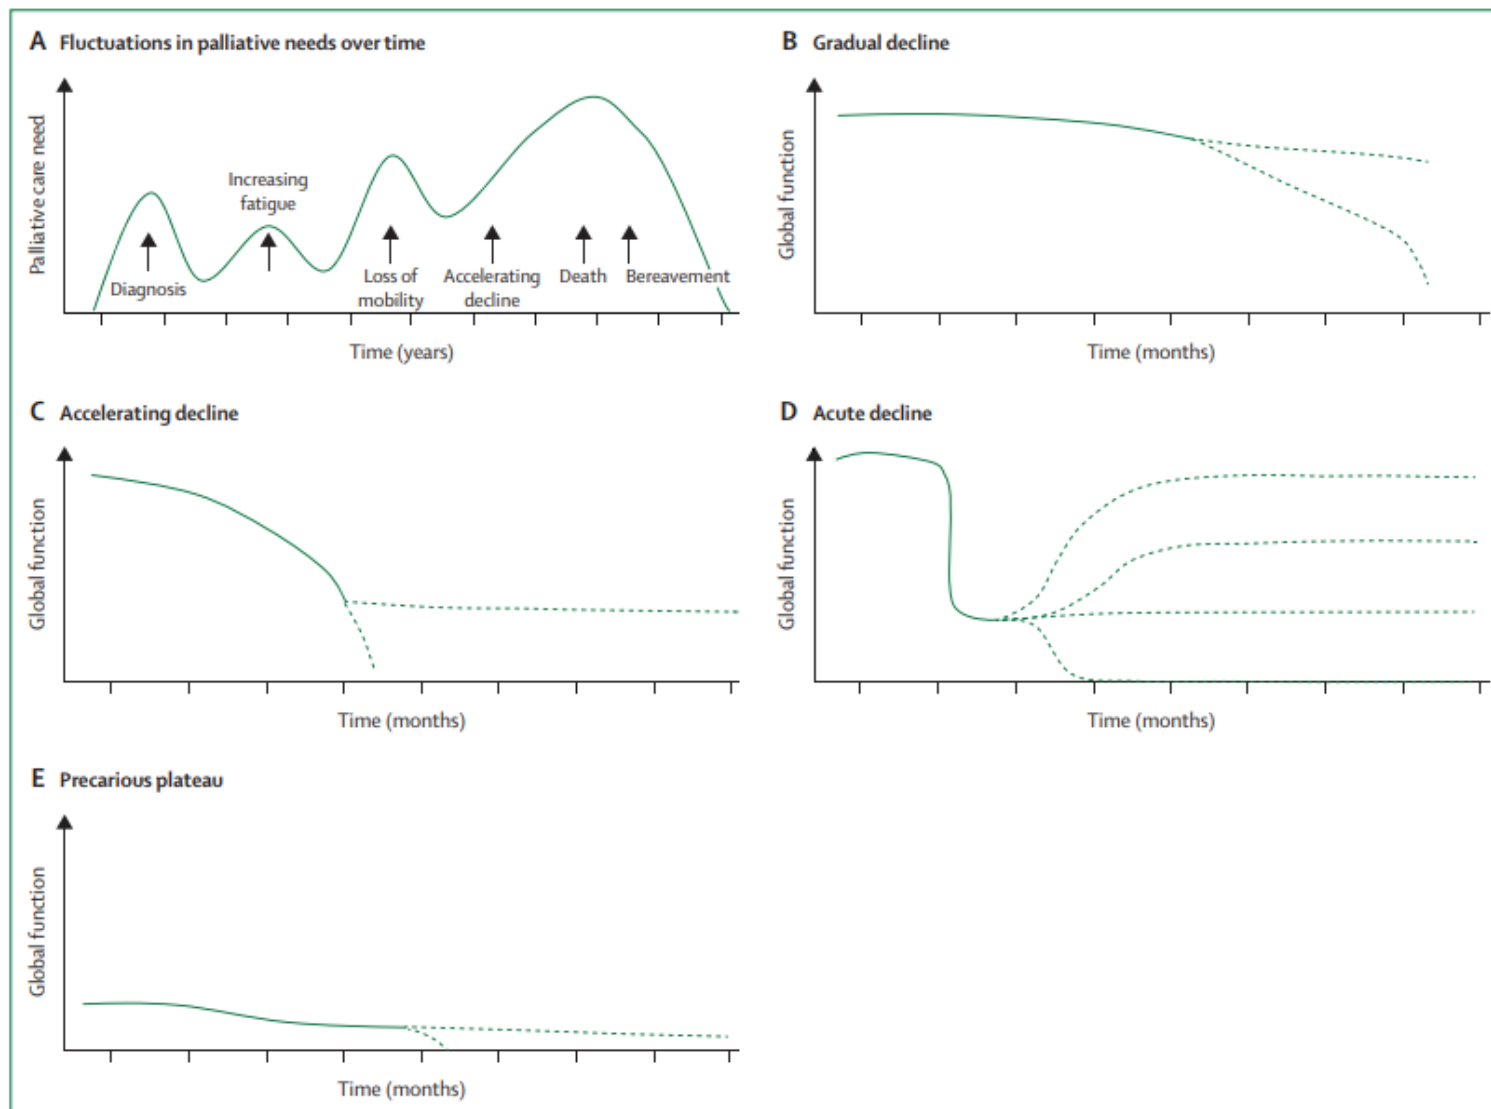 A Fluctuations in palliative needs over time
Palliative care need
Diagnosis
Increasing
fatigue
Loss of
mobility
Accelerating
decline
Death
Bereavement
Time (years)
B Gradual decline
Global function
Time (months)
C Accelerating decline
Global function
Time (months)
D Acute decline
Global function
Time (months)
E Precarious plateau
Global function
Time (months)